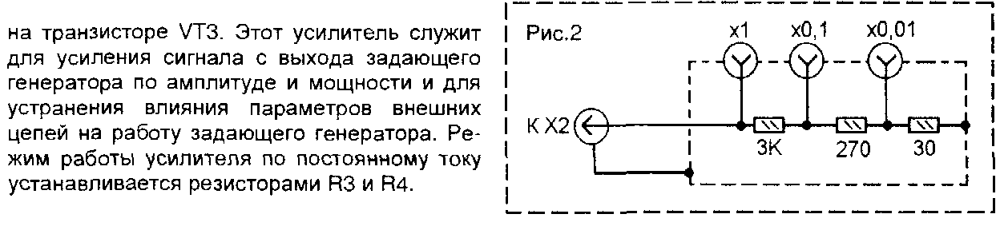 на транзисторе VT3. Этот усилитель служит
для усиления сигнала с выхода задающего
генератора по амплитуде и мощности и для
устранения влияния параметров внешних
цепей на работу задающего генератора. Ре-
жим работы усилителя по постоянному току
устанавливается резисторами R3 и R4.
Рис.2
x1 x0,1 x0,01
К X2
3К 270 30